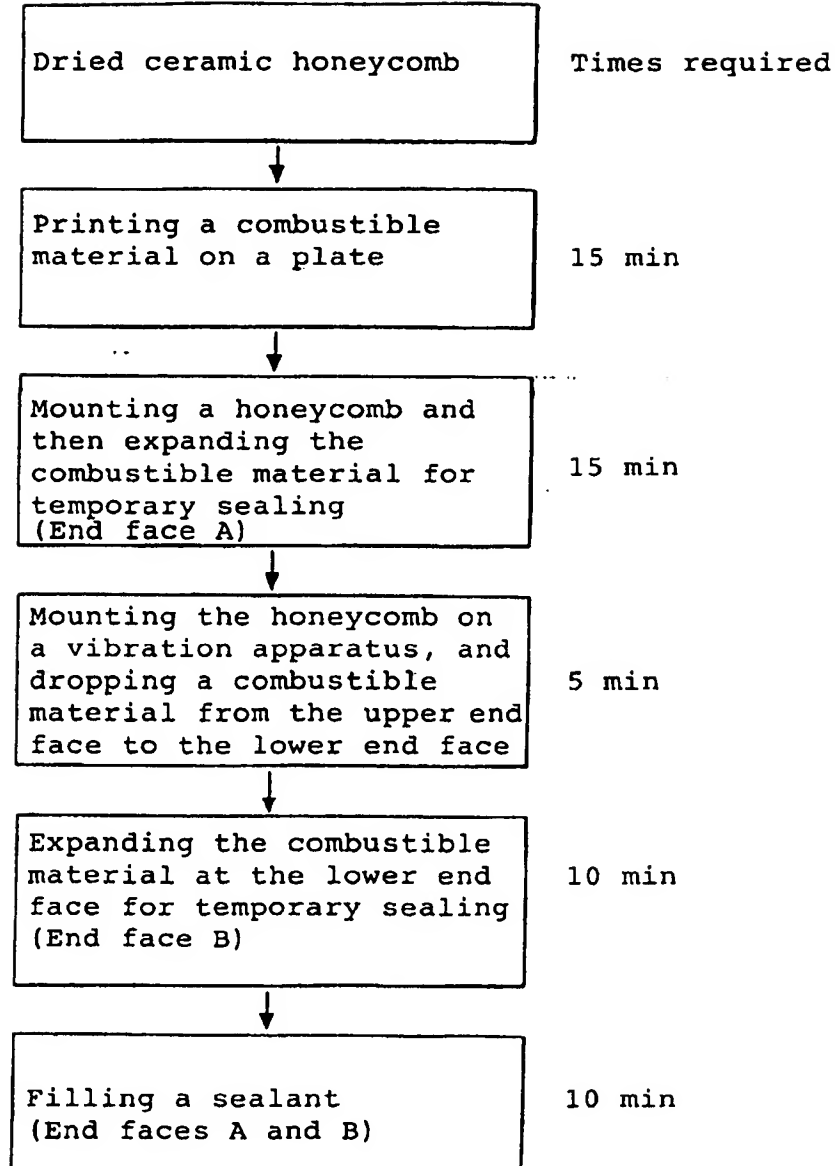 Dried ceramic honeycomb
Times required
Printing a combustible
material on a plate
15 min
Mounting a honeycomb and
then expanding the
combustible material for
temporary sealing
(End face A)
15 min
Mounting the honeycomb on
a vibration apparatus, and
dropping a combustible
material from the upper end
face to the lower end face
5 min
Expanding the combustible
material at the lower end
face for temporary sealing
(End face B)
10 min
Filling a sealant
(End faces A and B)
10 min